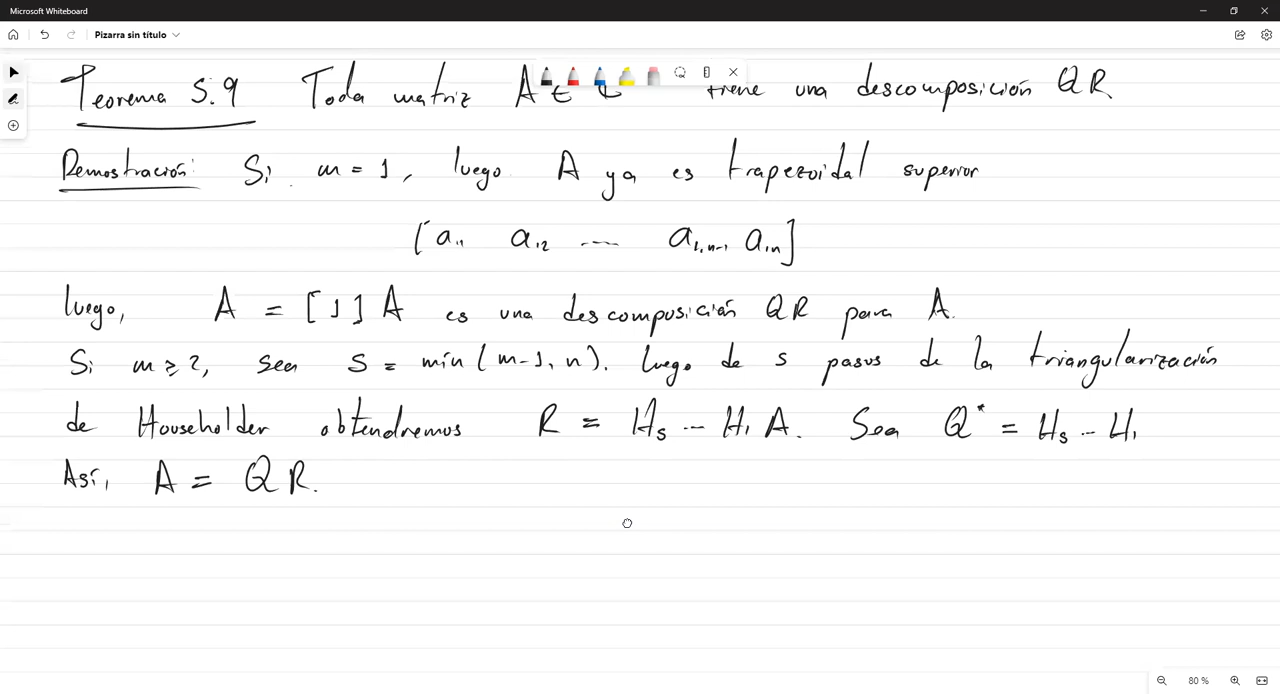 Microsoft Whiteboard
Pizarra sin título
Teorema 5.9 Toda matriz A ∈ ℂ tiene una descomposición QR
Demostración: Si m = 1, luego A ya es trapezoidal superior
[a₁₁ a₁₂ ---- a₁,ₙ₋₁ a₁ₙ]
luego, A = [1] A es una descomposición QR para A.
Si m ≥ 2, sea s = mín(m-1, n). Luego de s pasos de la triangularización
de Householder obtendremos R = Hₛ -- H₁ A. Sea Q* = Hₛ -- H₁
Así, A = QR.
80 %